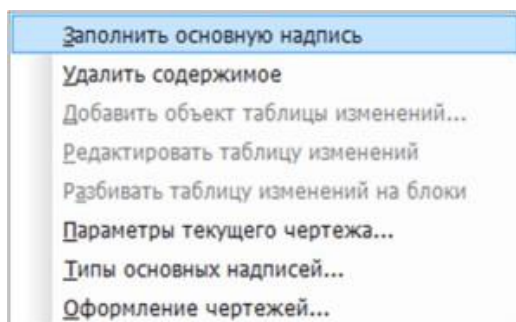 Заполнить основную надпись
Удалить содержимое
Добавить объект таблицы изменений...
Редактировать таблицу изменений
Разбивать таблицу изменений на блоки
Параметры текущего чертежа...
Типы основных надписей...
Оформление чертежей...